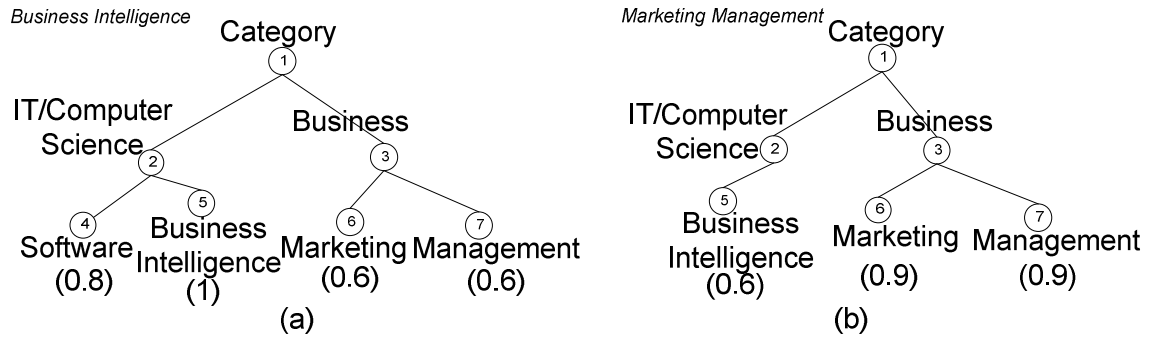 Business Intelligence
Category
1
IT/Computer
Science
2
Business
3
4
Software
(0.8)
5
Business
Intelligence
(1)
6
Marketing
(0.6)
7
Management
(0.6)
(a)
Marketing Management
Category
1
IT/Computer
Science
2
Business
3
5
Business
Intelligence
(0.6)
6
Marketing
(0.9)
7
Management
(0.9)
(b)